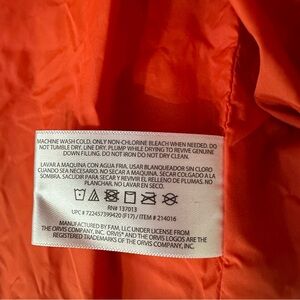 MACHINE WASH COLD. ONLY NON-CHLORINE BLEACH WHEN NEEDED. DO
NOT TUMBLE DRY. LINE DRY. PLUMP WHILE DRYING TO REVIVE GENUINE
DOWN FILLING. DO NOT IRON DO NOT DRY CLEAN.
LAVAR A MAQUINA CON AGUA FRIA. USAR BLANQUEADOR SIN CLORO
CUANDO SEA NECESARIO. NO SECAR A MAQUINA. SECAR COLGADO A LA
SOMBRA. SACUDIR PARA SECAR Y ESPONJAR EL RELLENO DE PLUMAS. NO
PLANCHAR. NO LAVAR EN SECO.
RN# 137013
UPC # 722457399420 (F17) / ITEM # 214016
MANUFACTURED BY FAM, LLC UNDER LICENSE FROM
THE ORVIS COMPANY, INC. ORVIS® AND ORVIS LOGOS ARE THE
REGISTERED TRADEMARKS OF THE ORVIS COMPANY, INC.